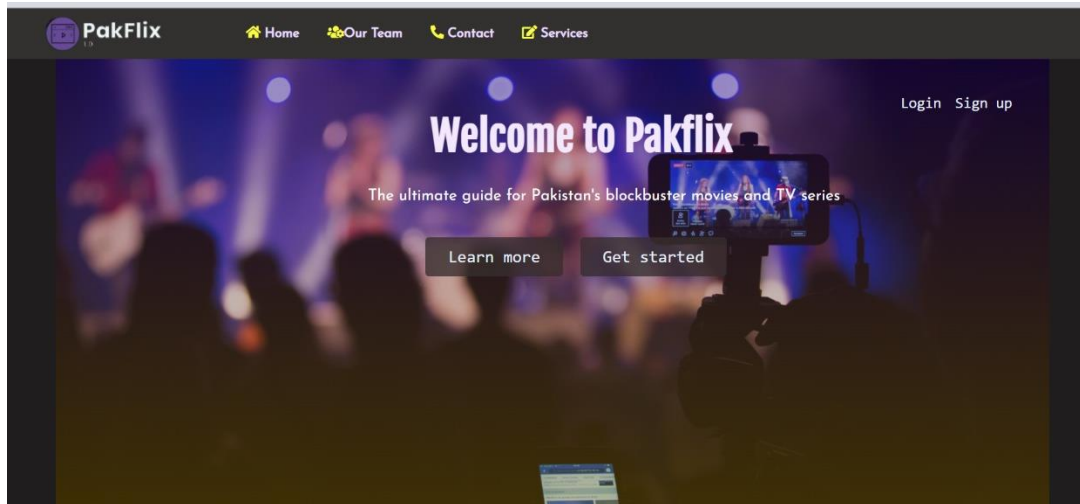 PakFlix
Home Our Team Contact Services
Login Sign up
Welcome to Pakflix
The ultimate guide for Pakistan's blockbuster movies and TV series
Learn more Get started